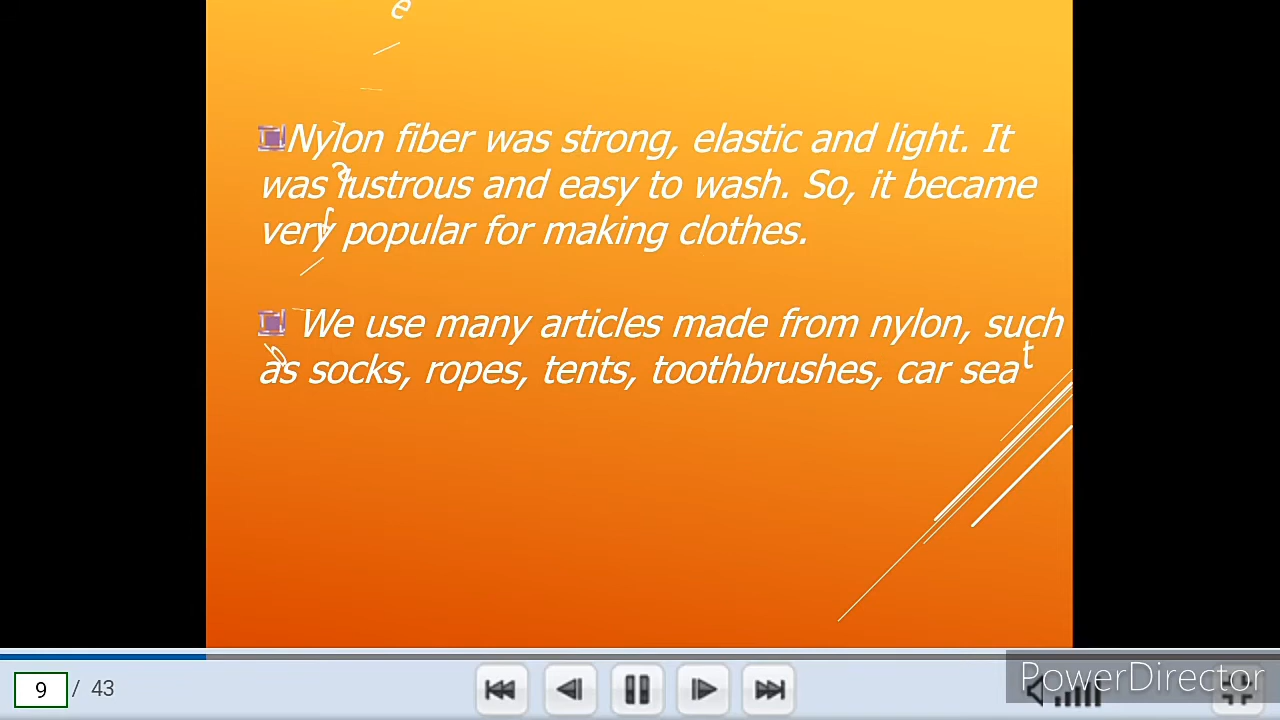 Nylon fiber was strong, elastic and light. It
was lustrous and easy to wash. So, it became
very popular for making clothes.
We use many articles made from nylon, such
as socks, ropes, tents, toothbrushes, car seat
9 / 43
PowerDirector